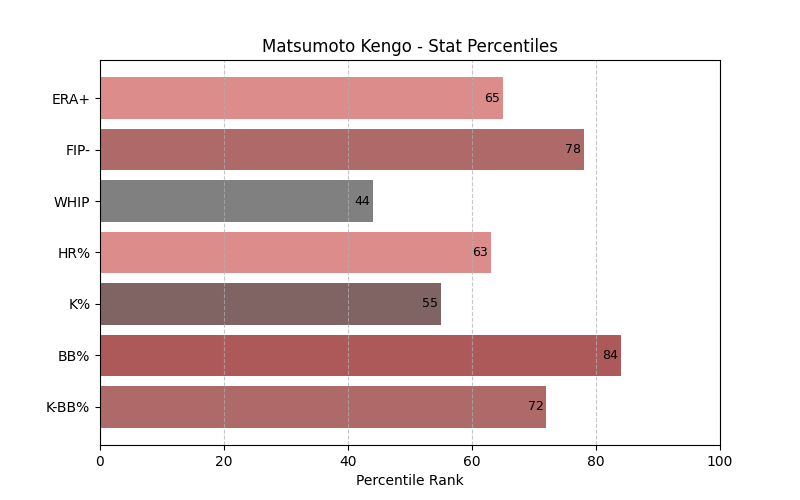 Matsumoto Kengo - Stat Percentiles
ERA+ 65
FIP- 78
WHIP 44
HR% 63
K% 55
BB% 84
K-BB% 72
0 20 40 60 80 100
Percentile Rank